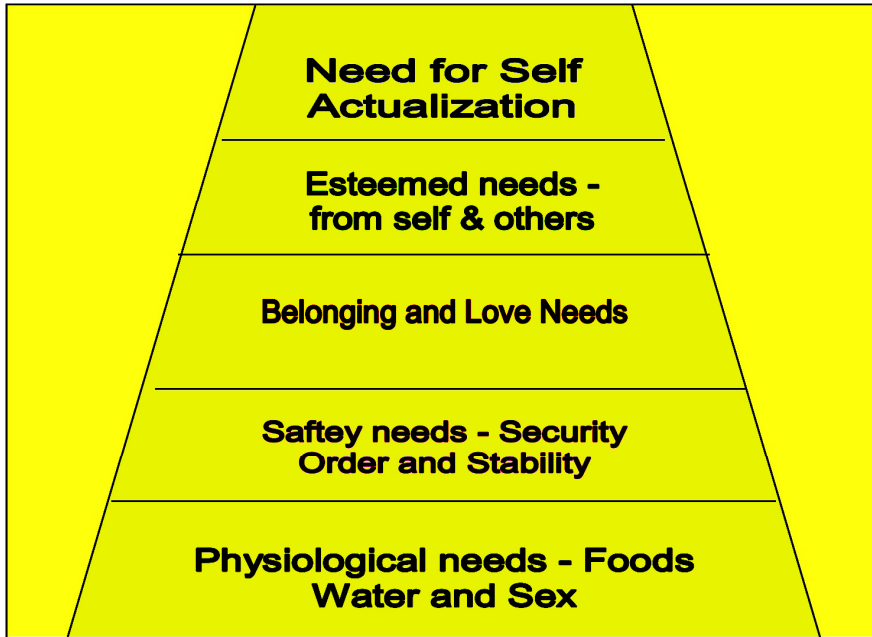 Need for Self
Actualization
Esteemed needs -
from self & others
Belonging and Love Needs
Saftey needs - Security
Order and Stability
Physiological needs - Foods
Water and Sex